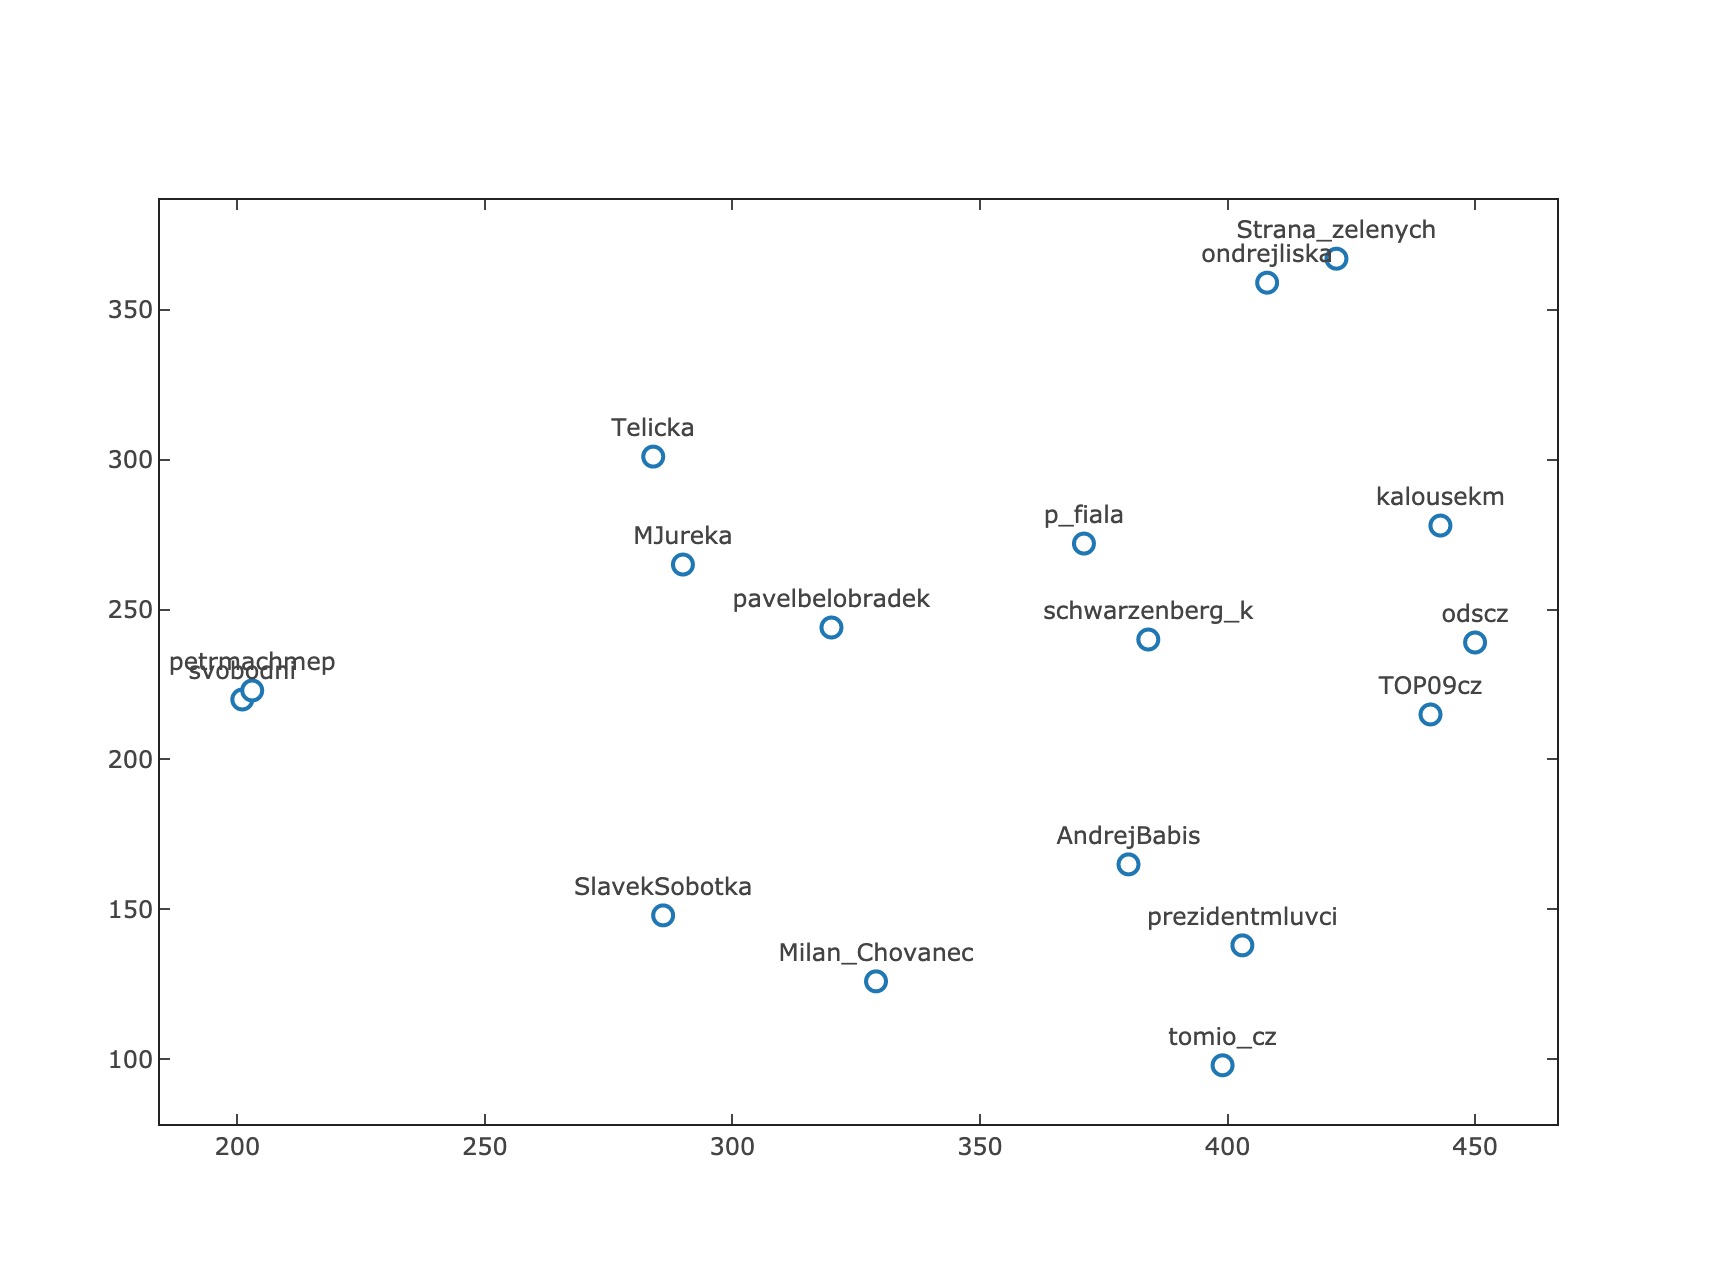 Strana_zelenych
ondrejliska
350
Telicka
300
kalousekm
p_fiala
MJureka
pavelbelobradek
250
schwarzenberg_k
odscz
petrmachmep
svobodni
TOP09cz
200
AndrejBabis
SlavekSobotka
150
prezidentmluvci
Milan_Chovanec
tomio_cz
100
200 250 300 350 400 450